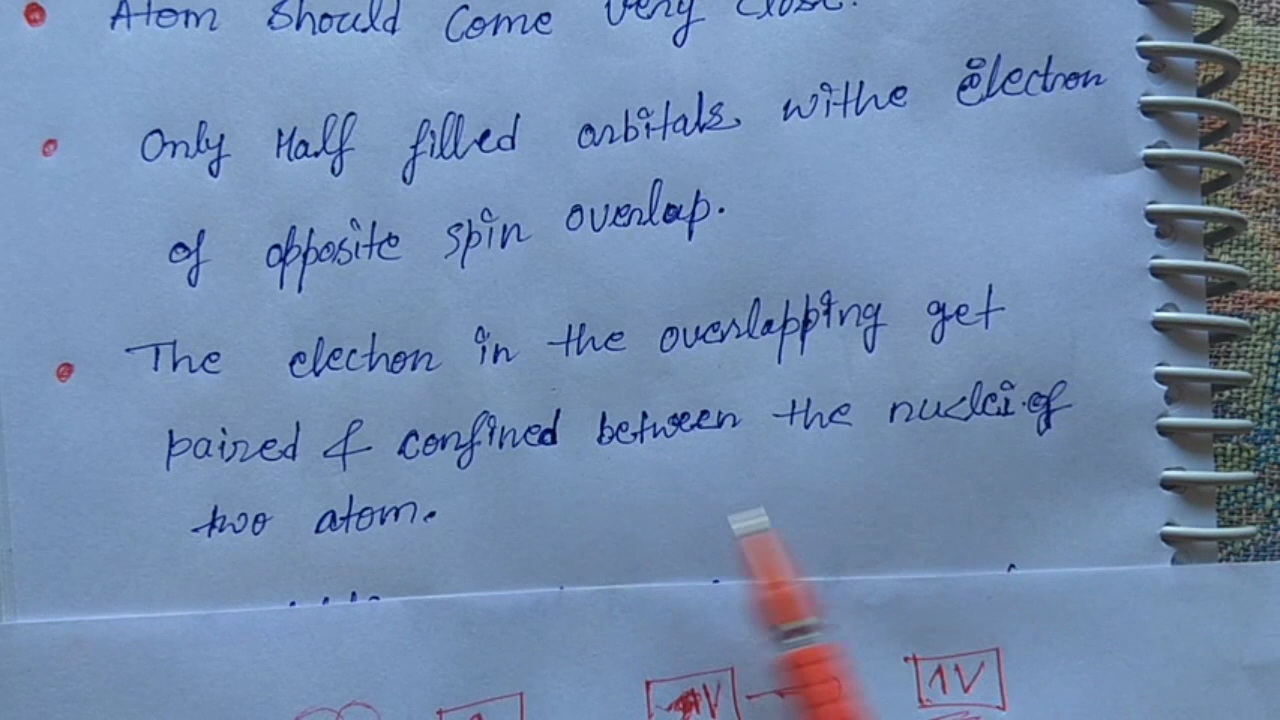 Atom Should Come very close.
Only Half filled orbitals withe electron
of opposite spin overlap.
The electron in the overlapping get
paired & confined between the nuclei of
two atom.
1V